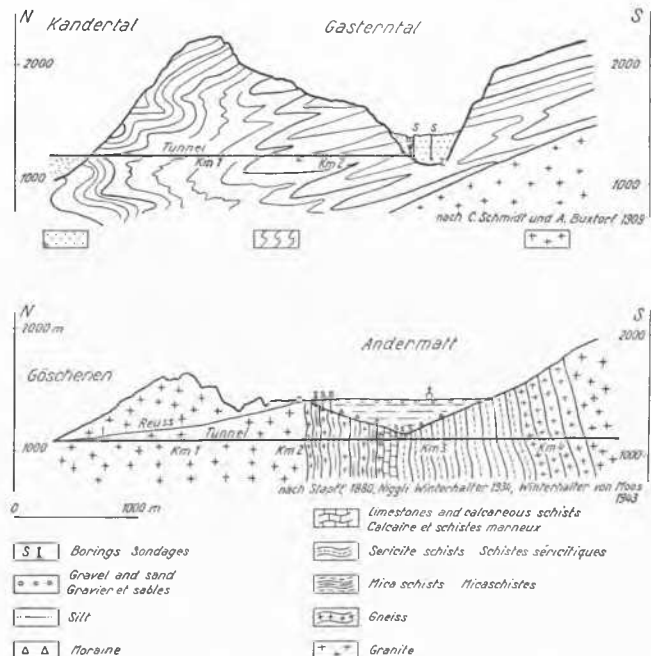 N
S
Kandertal
Gasterntal
2000
2000
S S
Tunnel
Km 1
Km 2
1000
1000
nach C. Schmidt und A. Buxtorf 1909
N
S
2000 m
2000
Andermatt
Göschenen
S S S
Reuss
Tunnel
1000
Km 1
Km 2
Km 3
1000
nach Stapff 1880, Niggli Winterhalter 1934, Winterhalter von Moos
1943
0 1000 m
Limestones and calcareous schists
Calcaire et schistes marneux
S I Borings Sondages
Sericite schists Schistes séricitiques
Gravel and sand
Gravier et sables
Mica schists Micaschistes
Silt
Gneiss
Moraine
Granite